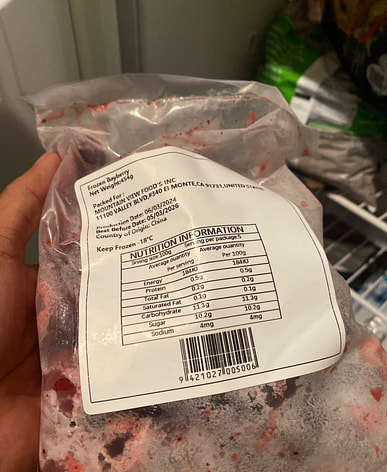 Frozen Bayberry
Net Weight:454g
Packed For:
MOUNTAIN VIEW FOOD'S INC
11100 VALLEY BLVD,#340 El MONTE,CA 91731,UNITED STATES
Production Date: 06/03/2024
Best Before Date: 05/03/2026
Country of Origin: China
Keep Frozen -18℃
NUTRITION INFORMATION
Serving size:100g Serving per package:
Average quantity Average quantity
Per serving Per 100g
Energy 184KJ 184KJ
Protein 0.5g 0.5g
Total Fat 0.2g 0.2g
Saturated Fat 0.1g 0.1g
Carbohydrate 11.3g 11.3g
Sugar 10.2g 10.2g
Sodium 4mg 4mg
9 421027 005006